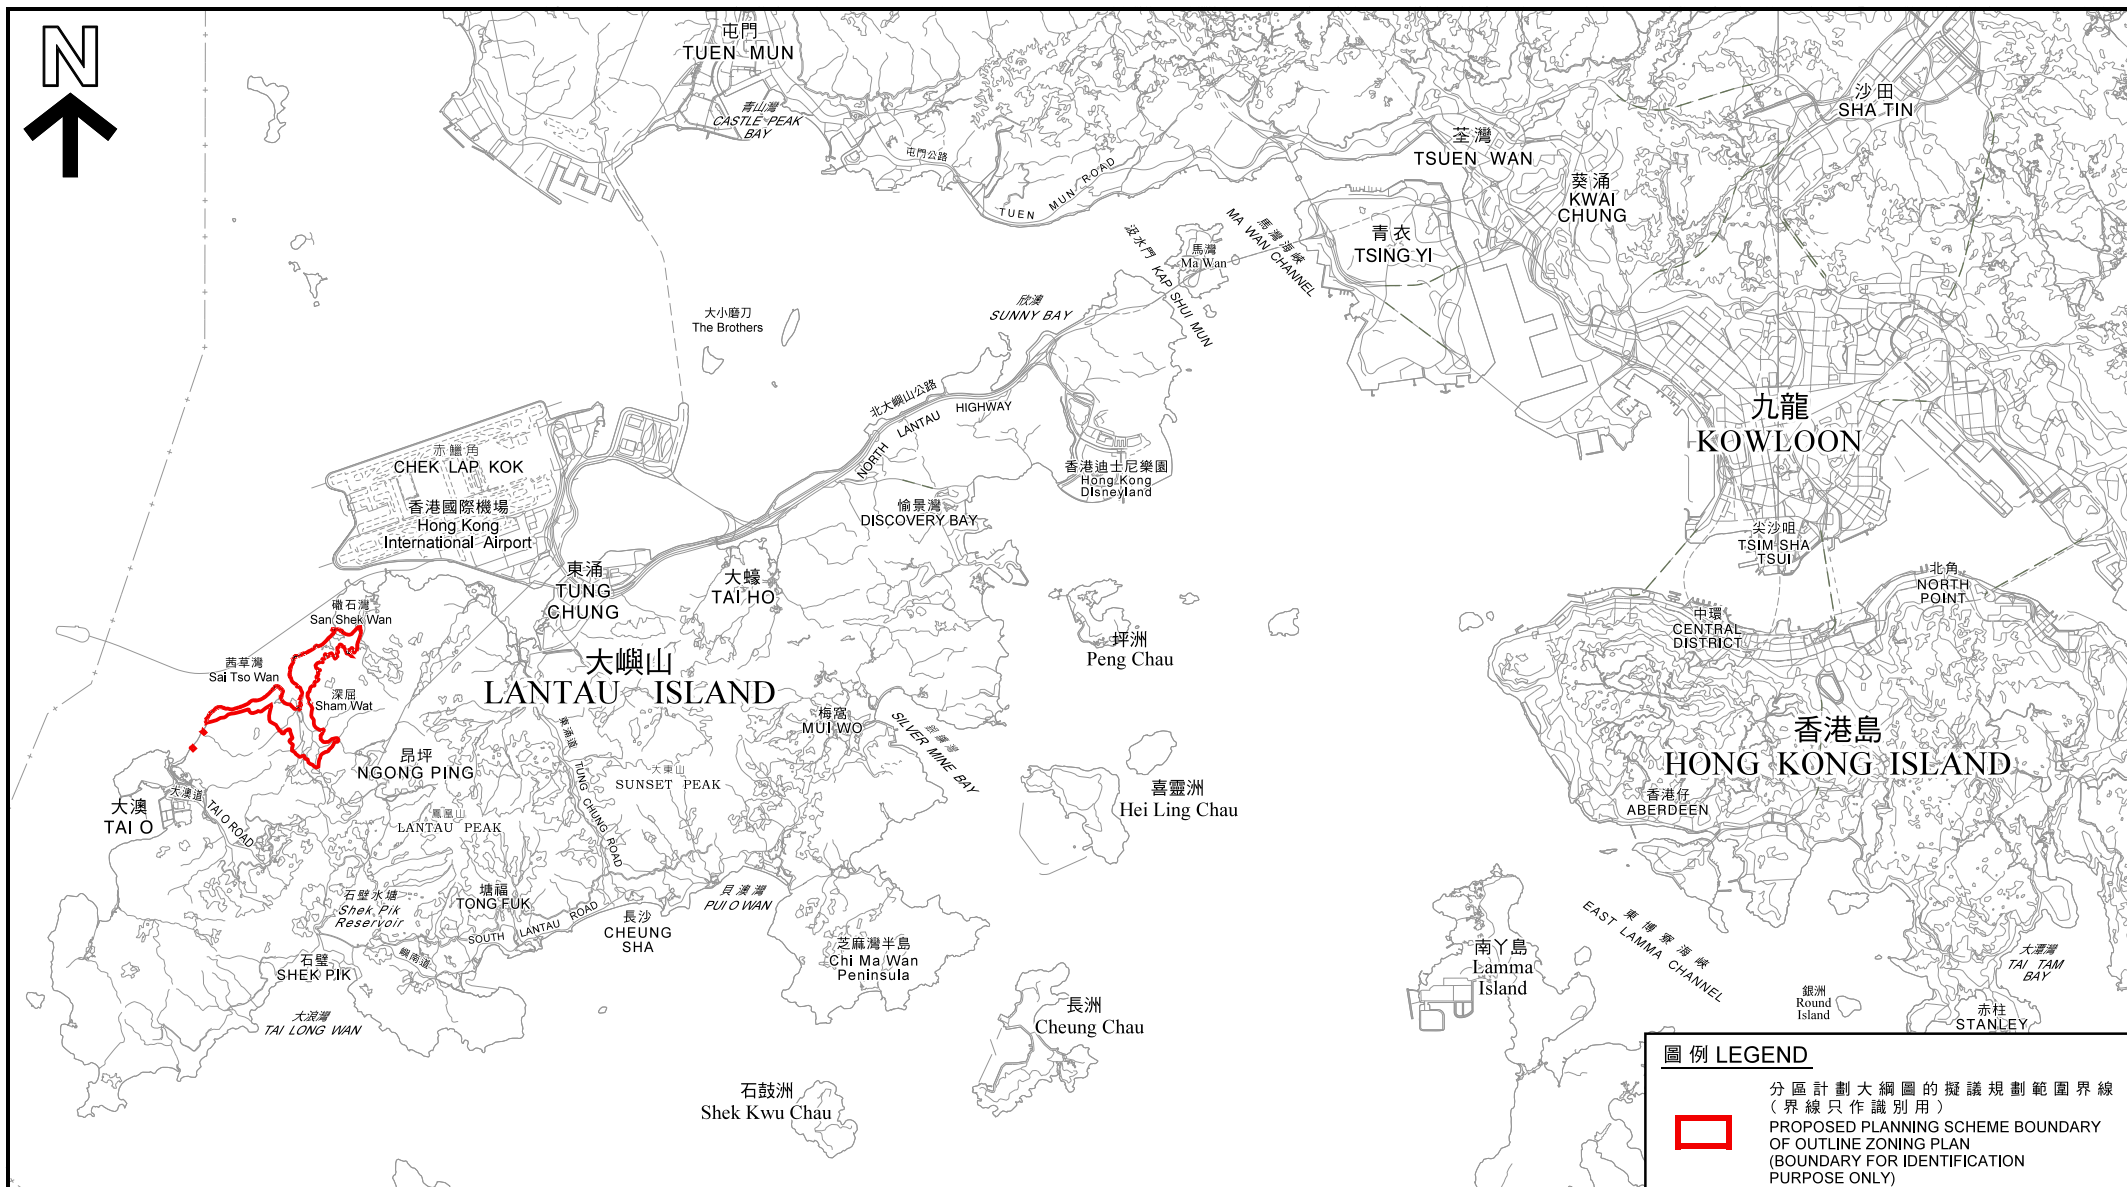 N
屯門
TUEN MUN
青山灣
CASTLE PEAK
BAY
屯門公路
TUEN MUN ROAD
沙田
SHA TIN
荃灣
TSUEN WAN
葵涌
KWAI
CHUNG
青衣
TSING YI
馬灣海峽
MA WAN CHANNEL
馬灣
Ma Wan
汲水門 KAP SHUI MUN
欣澳
SUNNY BAY
大小磨刀
The Brothers
北大嶼山公路
NORTH LANTAU HIGHWAY
九龍
KOWLOON
赤鱲角
CHEK LAP KOK
香港國際機場
Hong Kong
International Airport
香港迪士尼樂園
Hong Kong
Disneyland
愉景灣
DISCOVERY BAY
尖沙咀
TSIM SHA
TSUI
東涌
TUNG
CHUNG
大蠔
TAI HO
北角
NORTH
POINT
中環
CENTRAL
DISTRICT
䃟石灣
San Shek Wan
坪洲
Peng Chau
茜草灣
Sai Tso Wan
深屈
Sham Wat
大嶼山
LANTAU ISLAND
梅窩
MUI WO
銀礦灣
SILVER MINE BAY
東涌道
TUNG CHUNG ROAD
香港島
HONG KONG ISLAND
昂坪
NGONG PING
大東山
SUNSET PEAK
喜靈洲
Hei Ling Chau
香港仔
ABERDEEN
大澳
TAI O
大澳道
TAI O ROAD
鳳凰山
LANTAU PEAK
石壁水塘
Shek Pik
Reservoir
塘福
TONG FUK
貝澳灣
PUI O WAN
嶼南道
SOUTH LANTAU ROAD
長沙
CHEUNG
SHA
石壁
SHEK PIK
芝麻灣半島
Chi Ma Wan
Peninsula
南丫島
Lamma
Island
東博寮海峽
EAST LAMMA CHANNEL
大潭灣
TAI TAM
BAY
銀洲
Round
Island
赤柱
STANLEY
大浪灣
TAI LONG WAN
長洲
Cheung Chau
石鼓洲
Shek Kwu Chau
圖例 LEGEND
分區計劃大綱圖的擬議規劃範圍界線
（界線只作識別用）
PROPOSED PLANNING SCHEME BOUNDARY
OF OUTLINE ZONING PLAN
(BOUNDARY FOR IDENTIFICATION
PURPOSE ONLY)